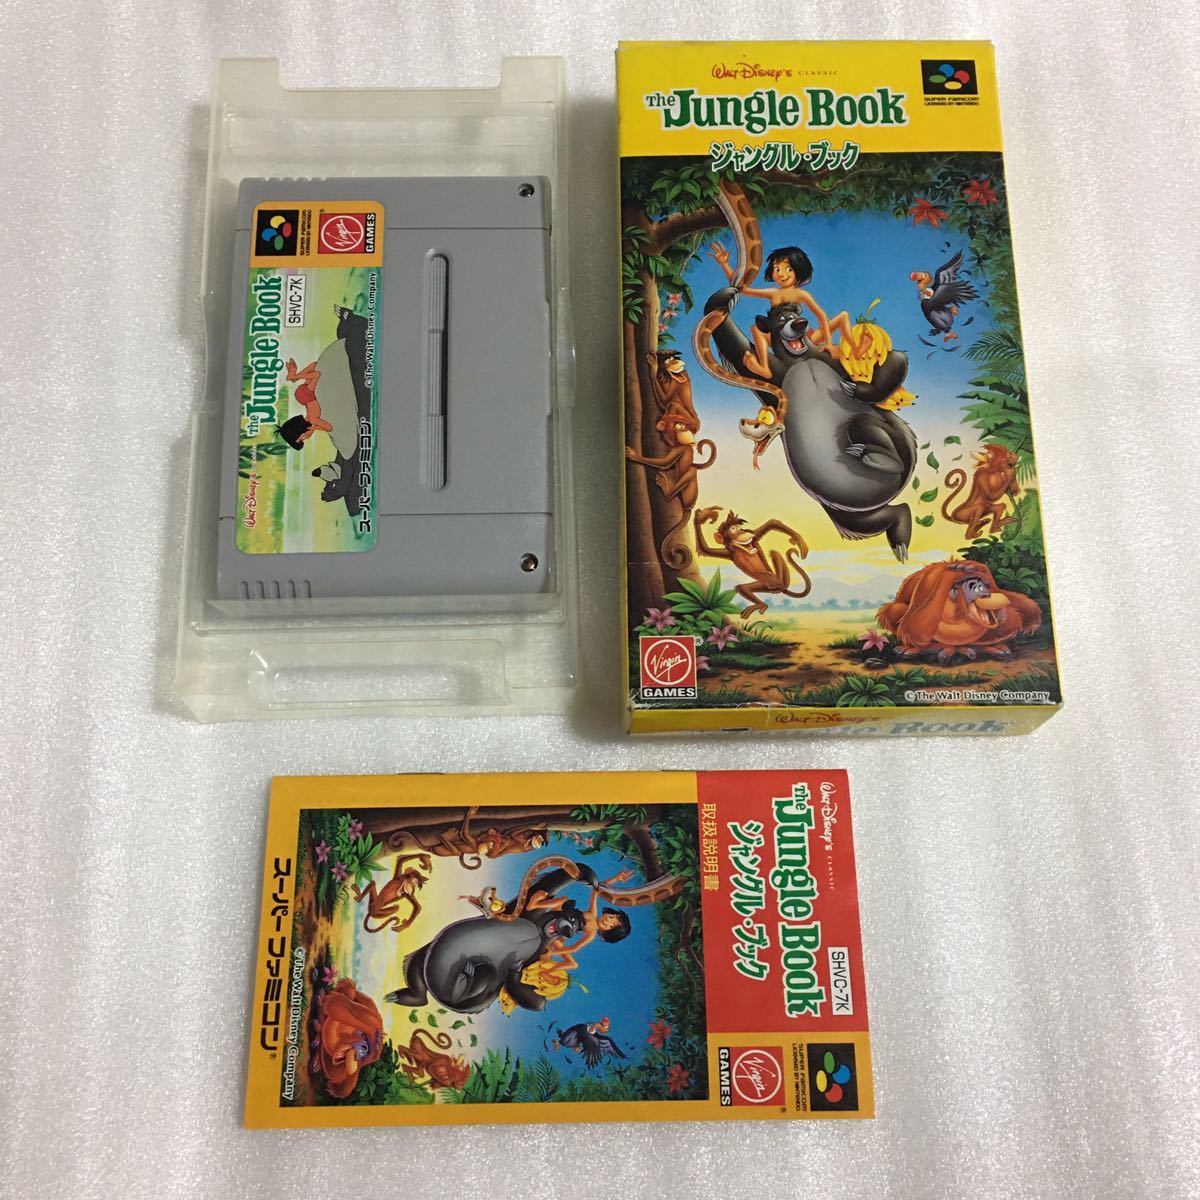 Walt Disney's CLASSIC
The Jungle Book
ジャングル・ブック
SUPER FAMICOM
LICENSED BY NINTENDO
Virgin
GAMES
®
©The Walt Disney Company
Walt Disney's
Book
SUPER FAMICOM
LICENSED BY NINTENDO
Virgin
GAMES
®
SHVC-7K
Walt Disney's
The Jungle Book
©The Walt Disney Company
スーパーファミコン®
Walt Disney's CLASSIC
The Jungle Book
ジャングル・ブック
取扱説明書
SHVC-7K
SUPER FAMICOM
LICENSED BY NINTENDO
Virgin
GAMES
®
©The Walt Disney Company
スーパーファミコン®